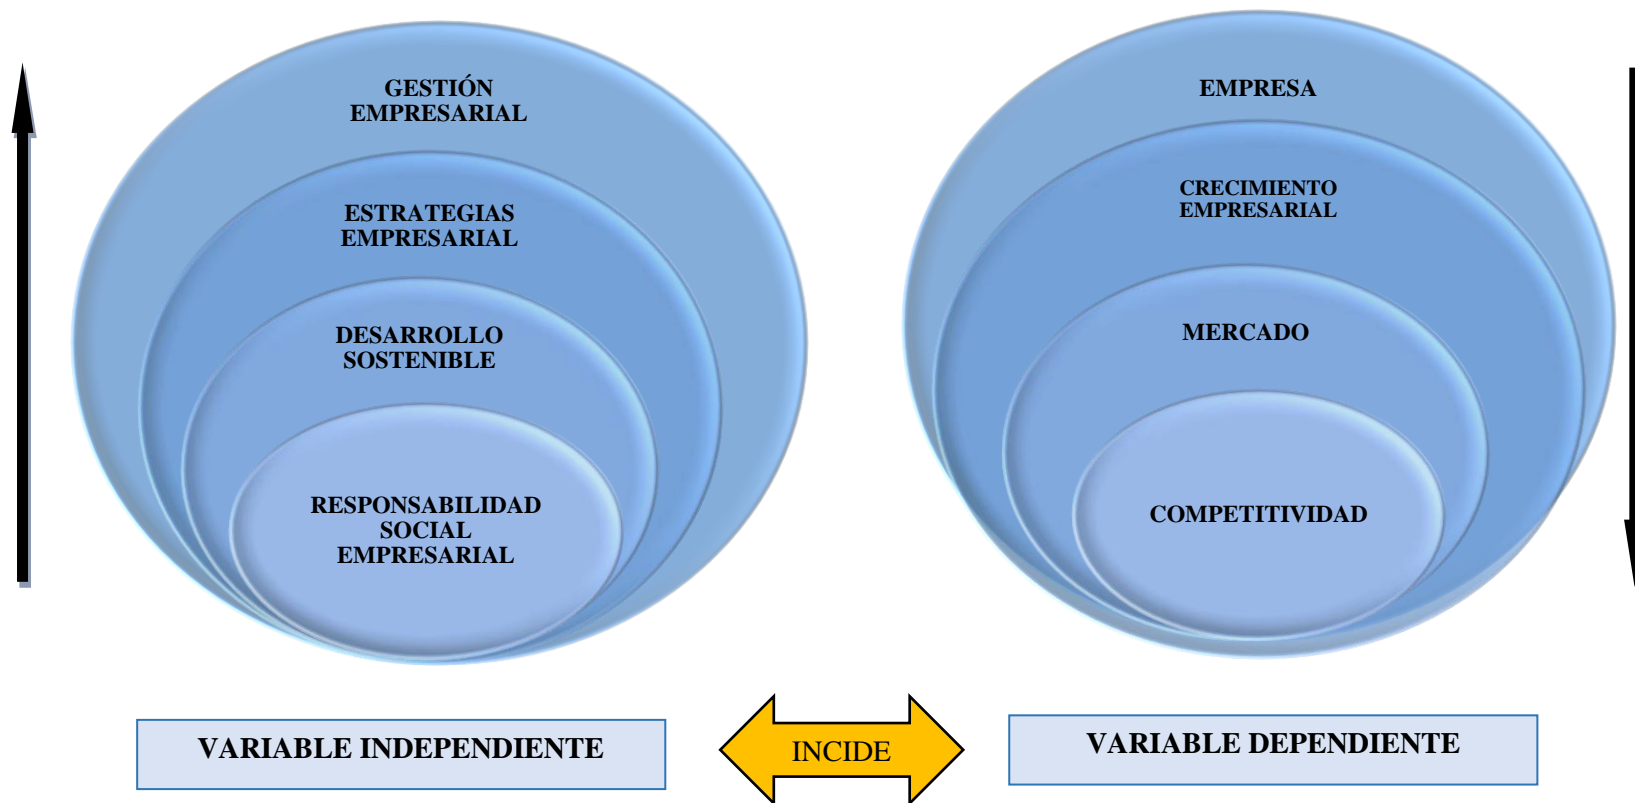 GESTIÓN
EMPRESARIAL
ESTRATEGIAS
EMPRESARIAL
DESARROLLO
SOSTENIBLE
RESPONSABILIDAD
SOCIAL
EMPRESARIAL
EMPRESA
CRECIMIENTO
EMPRESARIAL
MERCADO
COMPETITIVIDAD
VARIABLE INDEPENDIENTE
INCIDE
VARIABLE DEPENDIENTE